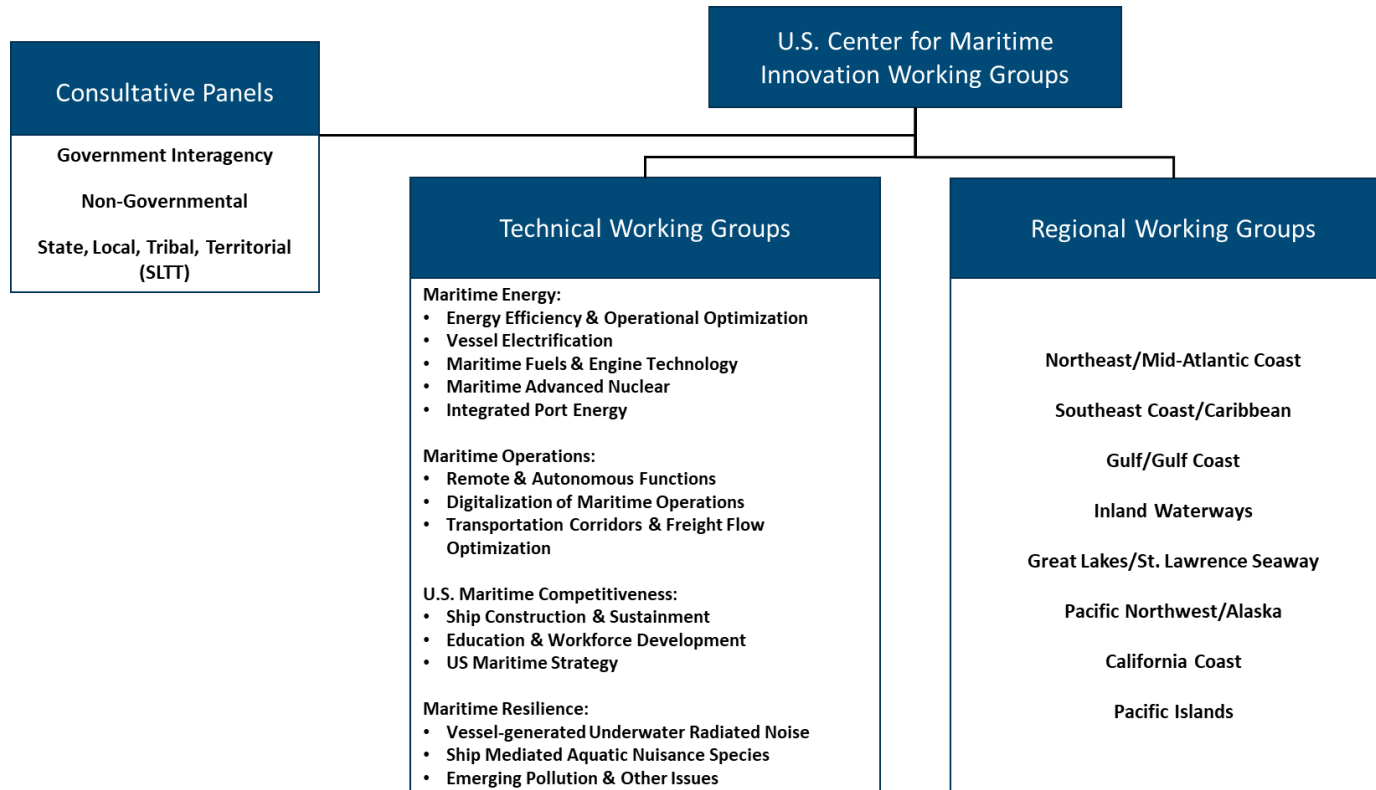 U.S. Center for Maritime
Innovation Working Groups
Consultative Panels
Government Interagency
Non-Governmental
State, Local, Tribal, Territorial
(SLTT)
Technical Working Groups
Maritime Energy:
• Energy Efficiency & Operational Optimization
• Vessel Electrification
• Maritime Fuels & Engine Technology
• Maritime Advanced Nuclear
• Integrated Port Energy
Maritime Operations:
• Remote & Autonomous Functions
• Digitalization of Maritime Operations
• Transportation Corridors & Freight Flow
Optimization
U.S. Maritime Competitiveness:
• Ship Construction & Sustainment
• Education & Workforce Development
• US Maritime Strategy
Maritime Resilience:
• Vessel-generated Underwater Radiated Noise
• Ship Mediated Aquatic Nuisance Species
• Emerging Pollution & Other Issues
Regional Working Groups
Northeast/Mid-Atlantic Coast
Southeast Coast/Caribbean
Gulf/Gulf Coast
Inland Waterways
Great Lakes/St. Lawrence Seaway
Pacific Northwest/Alaska
California Coast
Pacific Islands